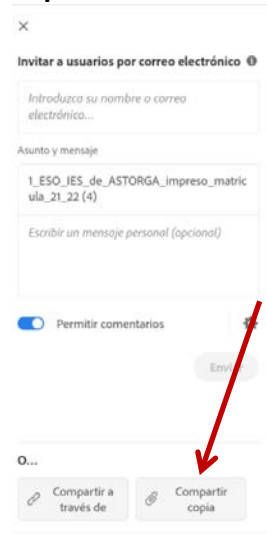 Invitar a usuarios por correo electrónico
Introduzca su nombre o correo
electrónico...
Asunto y mensaje
1_ESO_IES_de_ASTORGA_impreso_matric
ula_21_22 (4)
Escribir un mensaje personal (opcional)
Permitir comentarios
Enviar
O...
Compartir a
través de
Compartir
copia